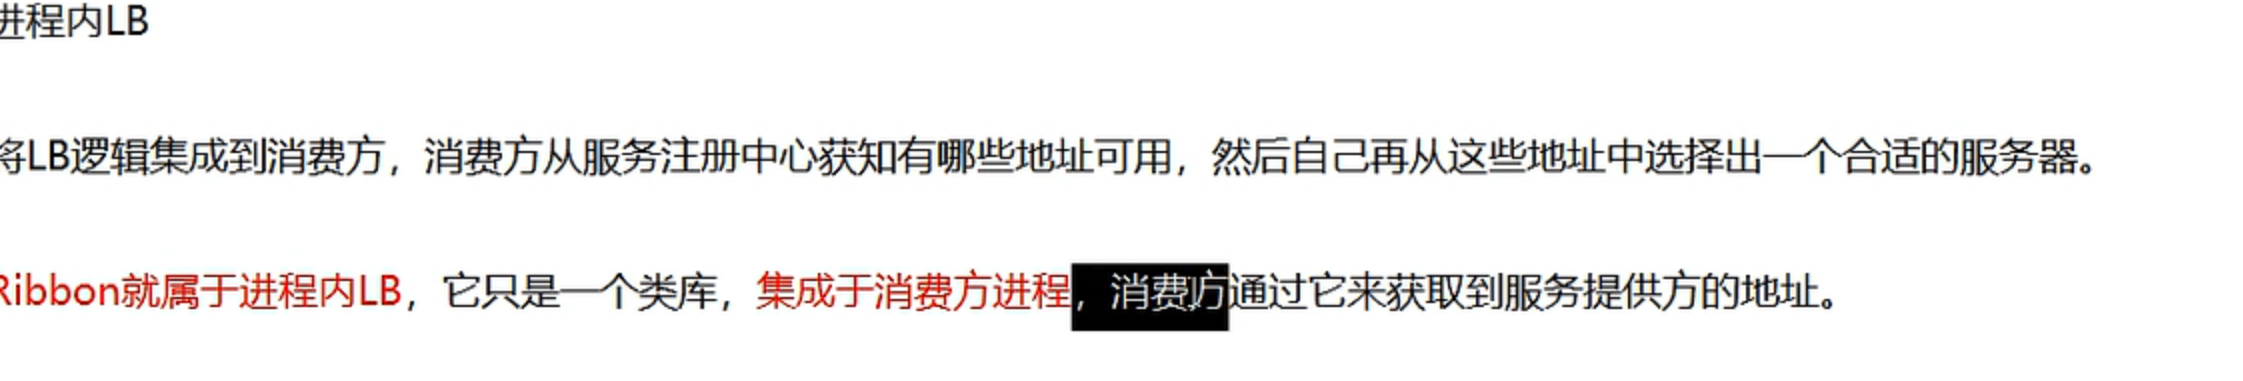 进程内LB
将LB逻辑集成到消费方，消费方从服务注册中心获知有哪些地址可用，然后自己再从这些地址中选择出一个合适的服务器。
Ribbon就属于进程内LB，它只是一个类库，集成于消费方进程，消费方通过它来获取到服务提供方的地址。